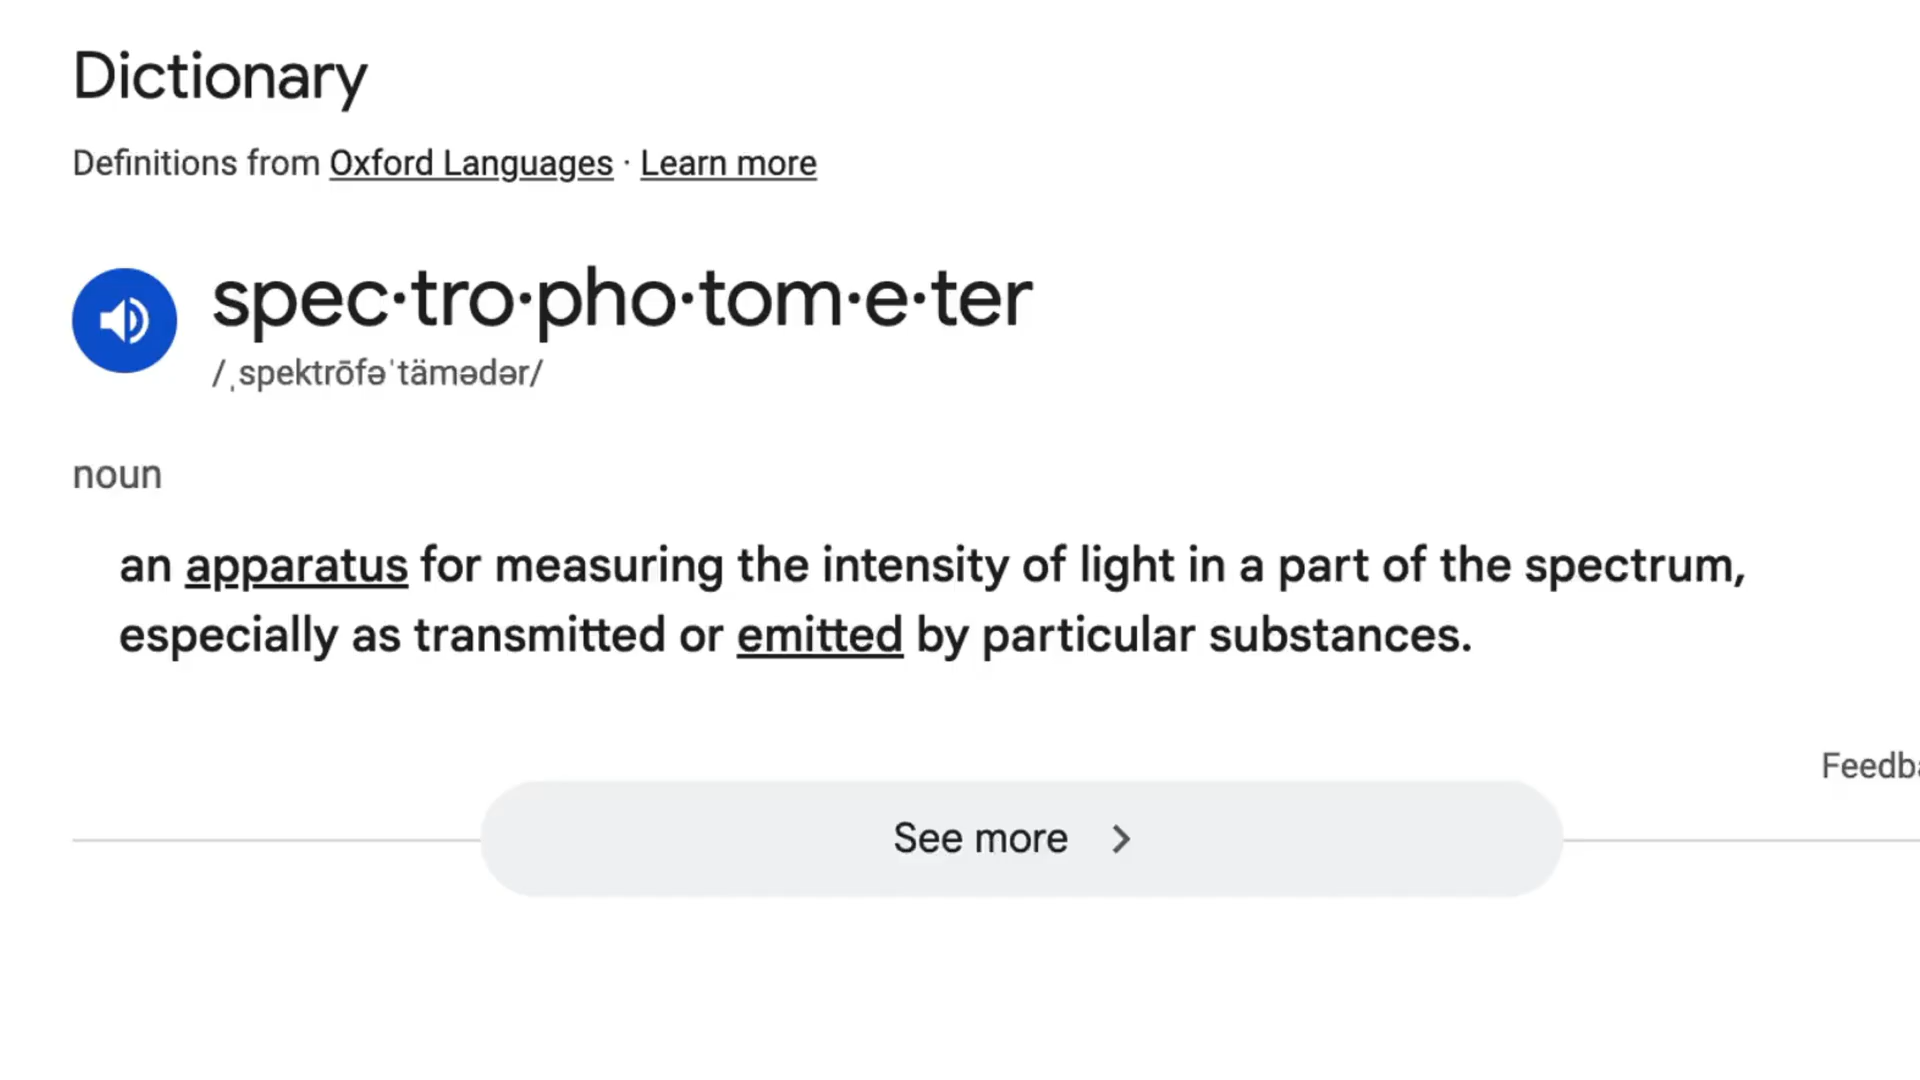 Dictionary
Definitions from Oxford Languages · Learn more
spec·tro·pho·tom·e·ter
/ˌspektrōfəˈtämədər/
noun
an apparatus for measuring the intensity of light in a part of the spectrum,
especially as transmitted or emitted by particular substances.
Feedba
See more